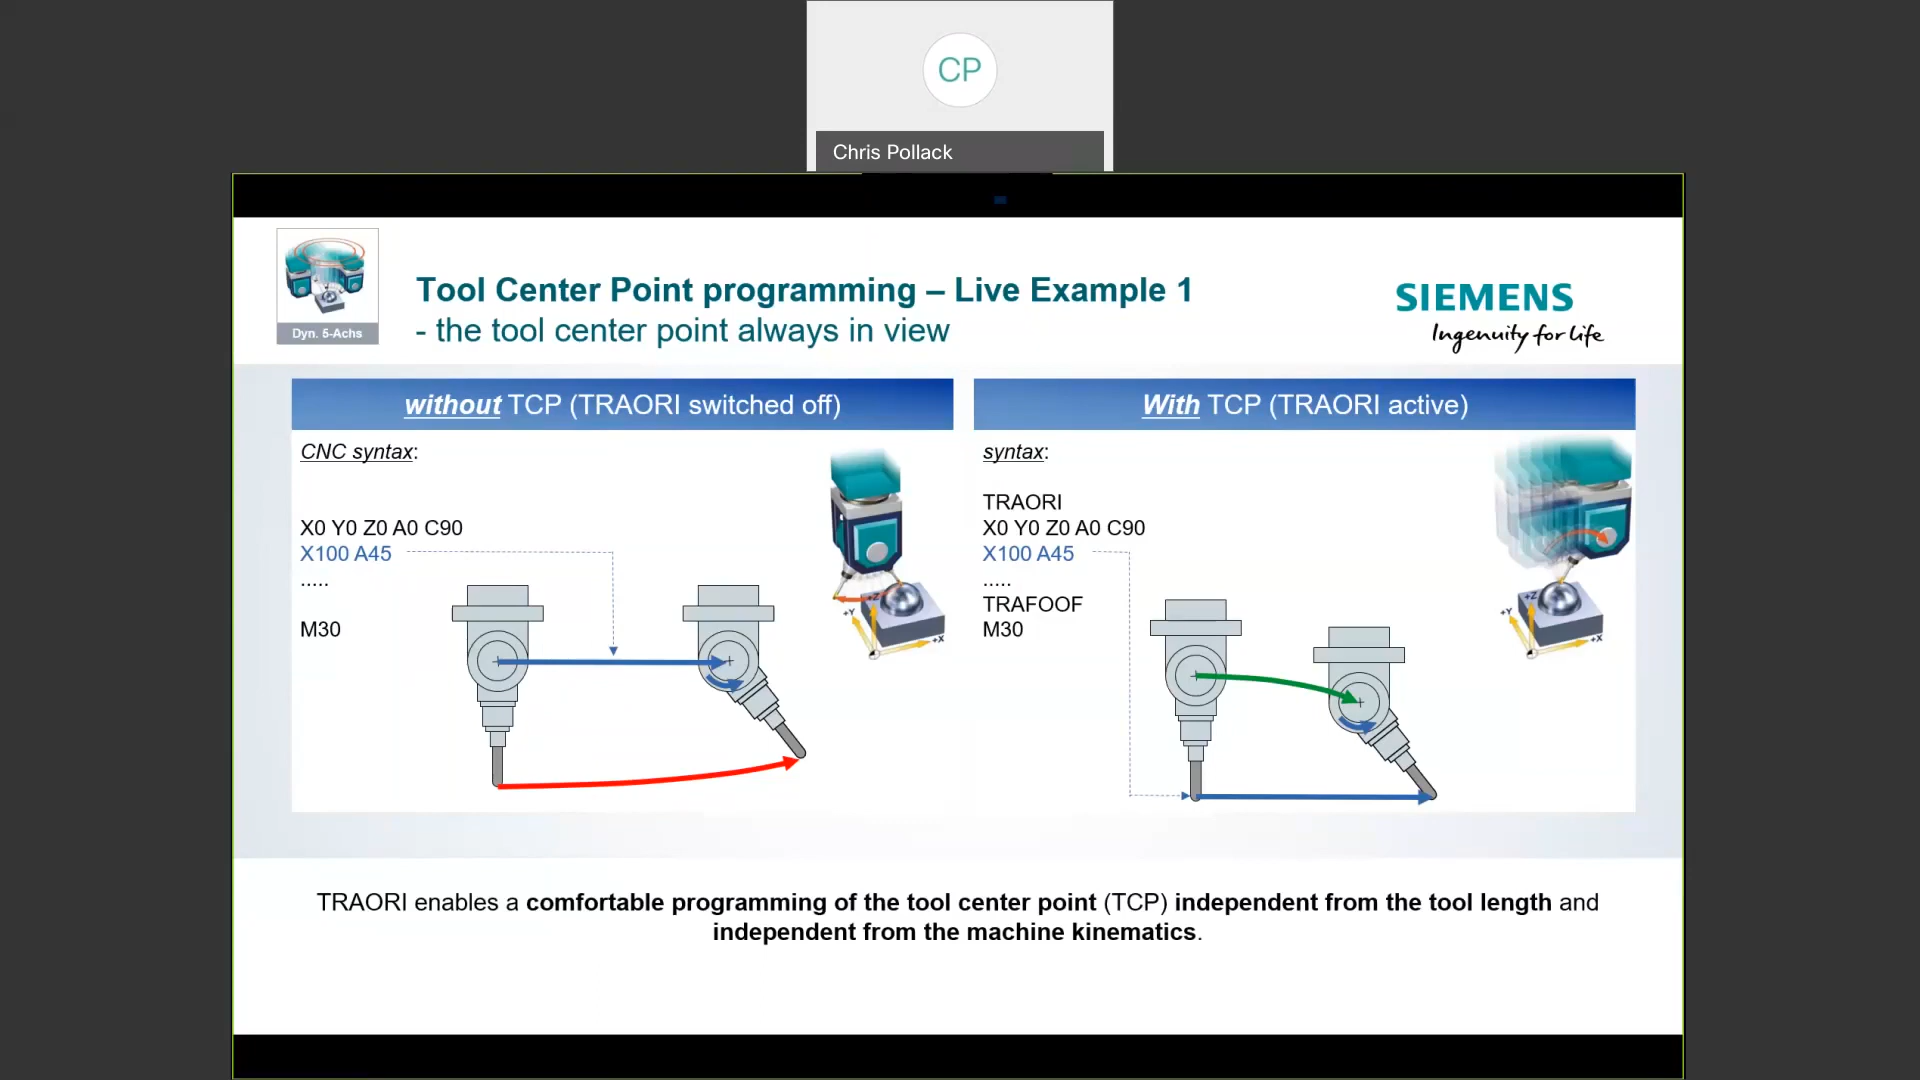 CP
Chris Pollack
Dyn. 5-Achs
Tool Center Point programming – Live Example 1
- the tool center point always in view
SIEMENS
Ingenuity for life
without TCP (TRAORI switched off)
CNC syntax:
X0 Y0 Z0 A0 C90
X100 A45
.....
M30
+Z
+Y
+X
With TCP (TRAORI active)
syntax:
TRAORI
X0 Y0 Z0 A0 C90
X100 A45
.....
TRAFOOF
M30
+Z
+Y
+X
TRAORI enables a comfortable programming of the tool center point (TCP) independent from the tool length and
independent from the machine kinematics.